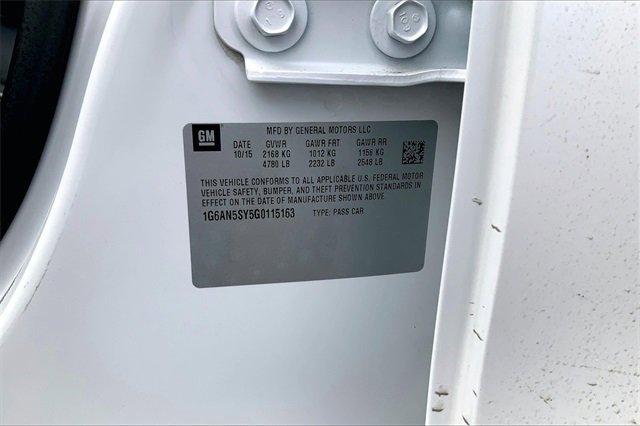 GM
MFD BY GENERAL MOTORS LLC
DATE GVWR GAWR FRT GAWR RR
10/15 2168 KG 1012 KG 1156 KG
4780 LB 2232 LB 2548 LB
THIS VEHICLE CONFORMS TO ALL APPLICABLE U.S. FEDERAL MOTOR
VEHICLE SAFETY, BUMPER, AND THEFT PREVENTION STANDARDS IN
EFFECT ON THE DATE OF MANUFACTURE SHOWN ABOVE.
1G6AN5SY5G0115163 TYPE: PASS CAR